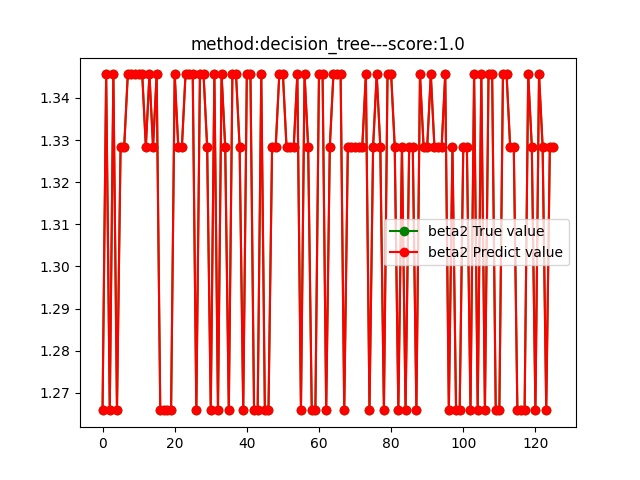 method:decision_tree---score:1.0
1.34
1.33
1.32
1.31
1.30
1.29
1.28
1.27
beta2 True value
beta2 Predict value
0 20 40 60 80 100 120